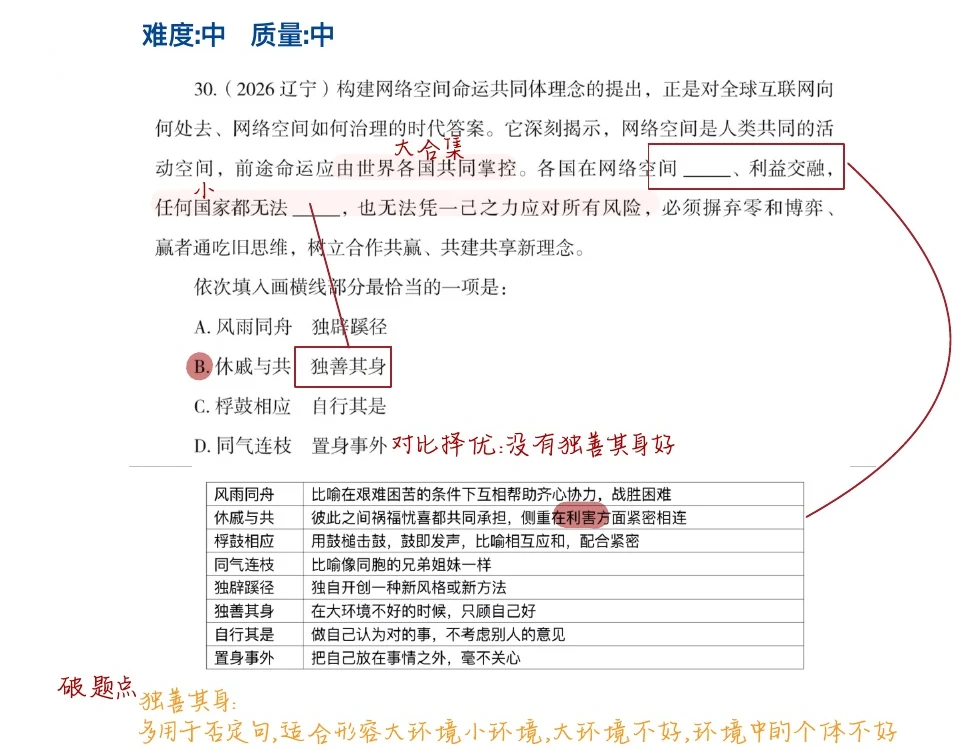 难度:中 质量:中
30.（2026 辽宁）构建网络空间命运共同体理念的提出，正是对全球互联网向
何处去、网络空间如何治理的时代答案。它深刻揭示，网络空间是人类共同的活
大合集
动空间，前途命运应由世界各国共同掌控。各国在网络空间 _____、利益交融，
小
任何国家都无法 _____，也无法凭一己之力应对所有风险，必须摒弃零和博弈、
赢者通吃旧思维，树立合作共赢、共建共享新理念。
依次填入画横线部分最恰当的一项是：
A. 风雨同舟 独辟蹊径
B. 休戚与共 独善其身
C. 桴鼓相应 自行其是
D. 同气连枝 置身事外 对比择优:没有独善其身好
风雨同舟 比喻在艰难困苦的条件下互相帮助齐心协力，战胜困难
休戚与共 彼此之间祸福忧喜都共同承担，侧重在利害方面紧密相连
桴鼓相应 用鼓槌击鼓，鼓即发声，比喻相互应和，配合紧密
同气连枝 比喻像同胞的兄弟姐妹一样
独辟蹊径 独自开创一种新风格或新方法
独善其身 在大环境不好的时候，只顾自己好
自行其是 做自己认为对的事，不考虑别人的意见
置身事外 把自己放在事情之外，毫不关心
破题点
独善其身:
多用于否定句,适合形容大环境小环境,大环境不好,环境中的个体不好